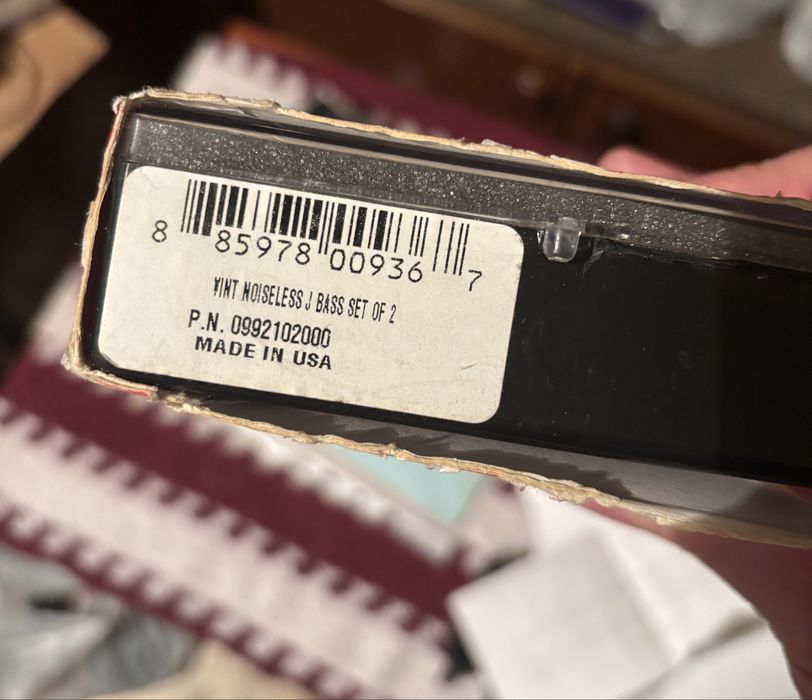 8 85978 00936 7
VINT NOISELESS J BASS SET OF 2
P.N. 0992102000
MADE IN USA